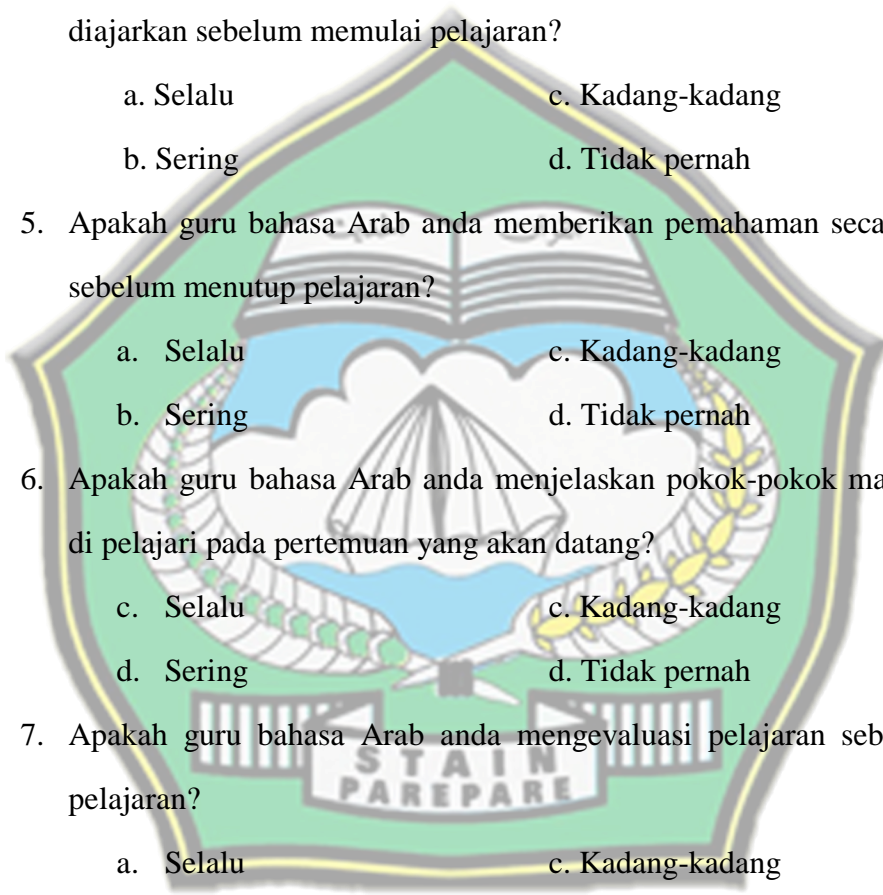 diajarkan sebelum memulai pelajaran?
a. Selalu c. Kadang-kadang
b. Sering d. Tidak pernah
5. Apakah guru bahasa Arab anda memberikan pemahaman seca
sebelum menutup pelajaran?
a. Selalu c. Kadang-kadang
b. Sering d. Tidak pernah
6. Apakah guru bahasa Arab anda menjelaskan pokok-pokok ma
di pelajari pada pertemuan yang akan datang?
c. Selalu c. Kadang-kadang
d. Sering d. Tidak pernah
7. Apakah guru bahasa Arab anda mengevaluasi pelajaran seb
STAIN
pelajaran?
PAREPARE
a. Selalu c. Kadang-kadang